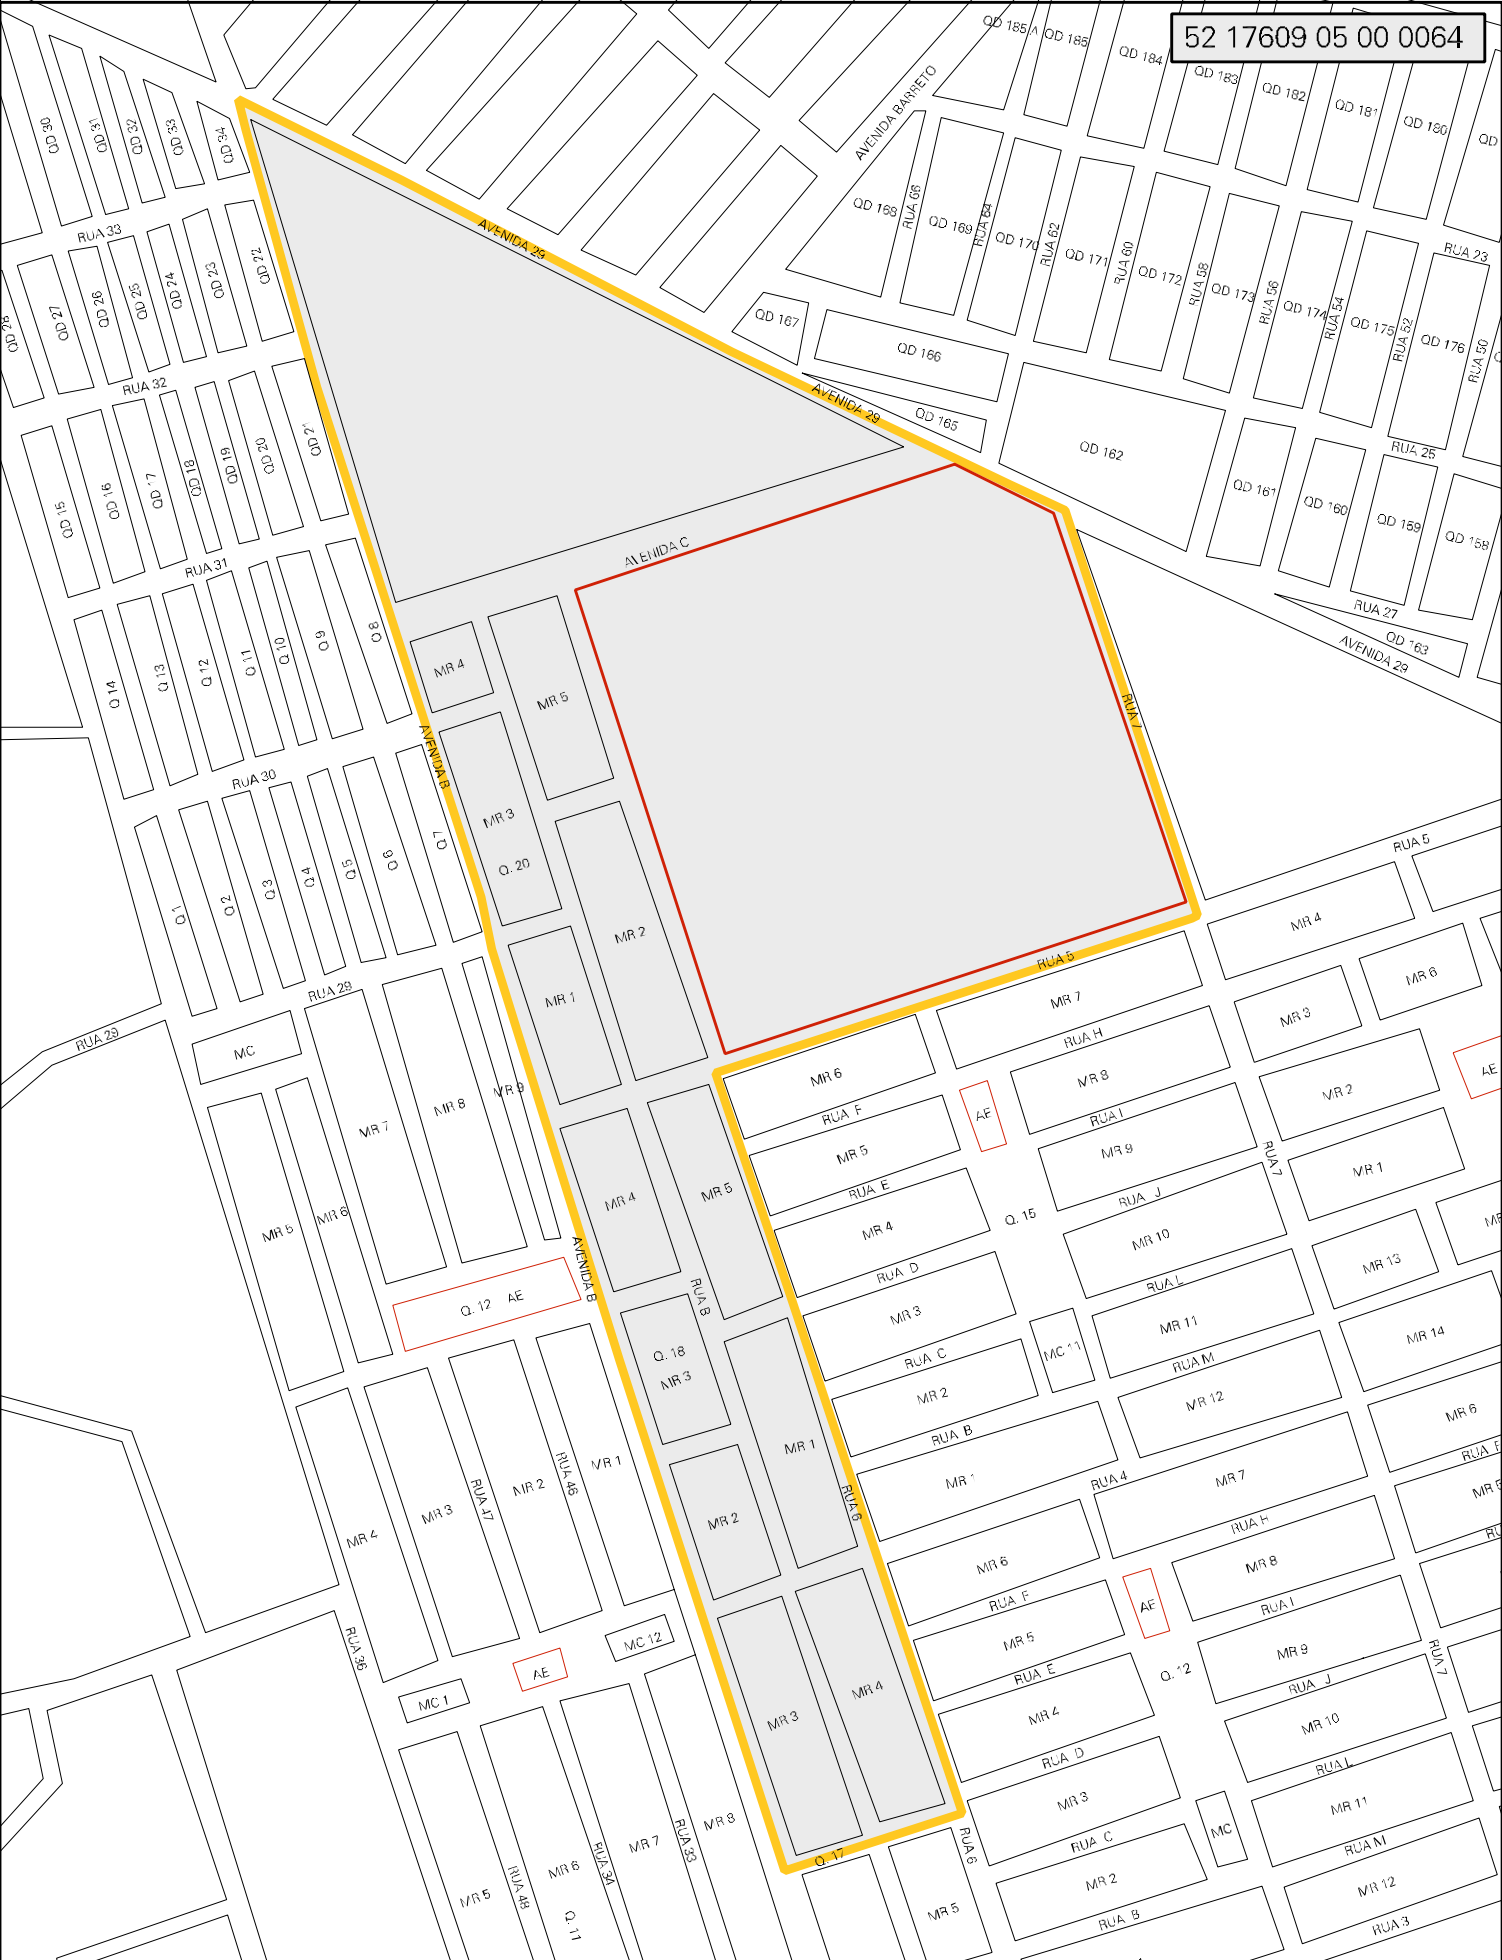 52 17609 05 00 0064
QD 185 A
QD 185
QD 184
QD 183
QD 182
QD 181
QD 180
QD
AVENIDA BARRETO
QD 30
QD 31
QD 32
QD 33
QD 34
RUA 33
QD 28
QD 27
QD 26
QD 25
QD 24
QD 23
QD 22
AVENIDA 29
QD 168
RUA 66
QD 169
RUA 64
QD 170
RUA 62
QD 171
RUA 60
QD 172
RUA 58
QD 173
RUA 56
QD 174
RUA 54
QD 175
RUA 52
QD 176
RUA 50
RUA 23
QD 167
QD 166
QD 165
AVENIDA 29
QD 162
QD 161
QD 160
QD 159
QD 158
RUA 25
RUA 27
QD 163
AVENIDA 29
RUA 32
QD 15
QD 16
QD 17
QD 18
QD 19
QD 20
QD 21
RUA 31
AVENIDA C
Q 14
Q 13
Q 12
Q 11
Q 10
Q 9
Q 8
MR 4
MR 5
RUA 7
AVENIDA B
RUA 30
MR 3
Q. 20
Q 1
Q 2
Q 3
Q 4
Q 5
Q 6
Q 7
MR 2
MR 1
RUA 5
RUA 5
MR 4
MR 6
MR 3
MR 7
RUA H
RUA 29
RUA 29
MC
MR 7
MR 8
MR 9
MR 6
RUA F
AE
MR 8
RUA I
MR 2
AE
MR 5
RUA E
MR 9
RUA J
RUA 7
MR 1
MR 4
MR 5
MR 5
MR 6
MR 4
Q. 15
MR 10
RUA L
MR 13
MR
RUA D
AVENIDA B
Q. 12
AE
RUA B
MR 3
RUA C
MC 11
MR 11
RUA M
MR 14
Q. 18
MR 3
MR 2
RUA B
MR 12
MR 6
RUA E
MR 1
MR 1
RUA 4
MR 7
RUA H
MR 5
MR 4
MR 3
RUA 47
MR 2
RUA 46
MR 1
MR 2
RUA 6
MR 6
RUA F
AE
MR 8
RUA I
MR 5
RUA E
Q. 12
MR 9
RUA J
RUA 7
RUA 36
MC 12
AE
MC 1
MR 3
MR 4
MR 4
RUA D
MR 10
RUA L
MR 3
RUA C
MC
MR 11
RUA M
MR 5
RUA 48
MR 6
Q. 11
RUA 34
MR 7
RUA 33
MR 8
Q. 17
RUA 6
MR 5
MR 2
RUA B
MR 12
RUA 3